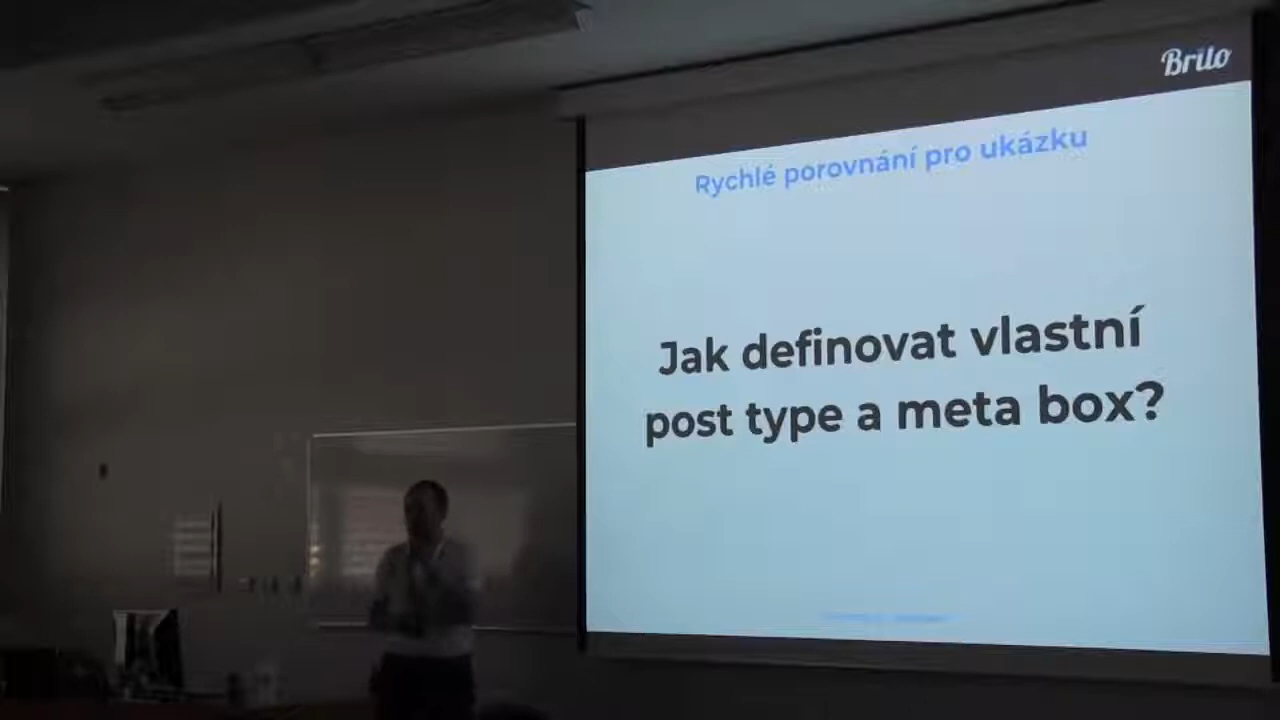 Brilo
Rychlé porovnání pro ukázku
Jak definovat vlastní
post type a meta box?